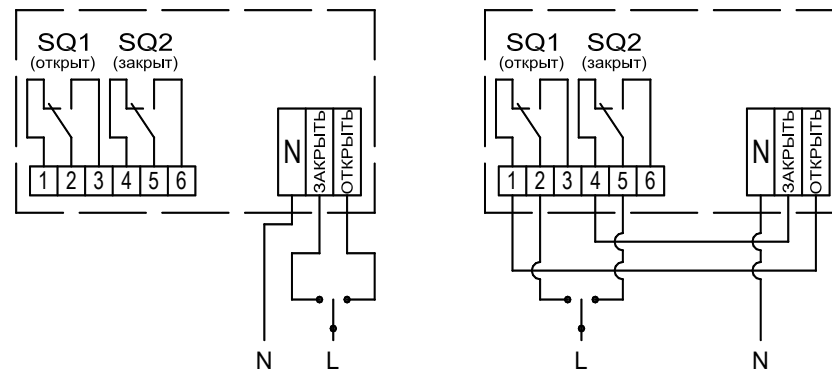 SQ1 SQ2
(открыт) (закрыт)
N ЗАКРЫТЬ ОТКРЫТЬ
1 2 3 4 5 6
N L
SQ1 SQ2
(открыт) (закрыт)
N ЗАКРЫТЬ ОТКРЫТЬ
1 2 3 4 5 6
L N